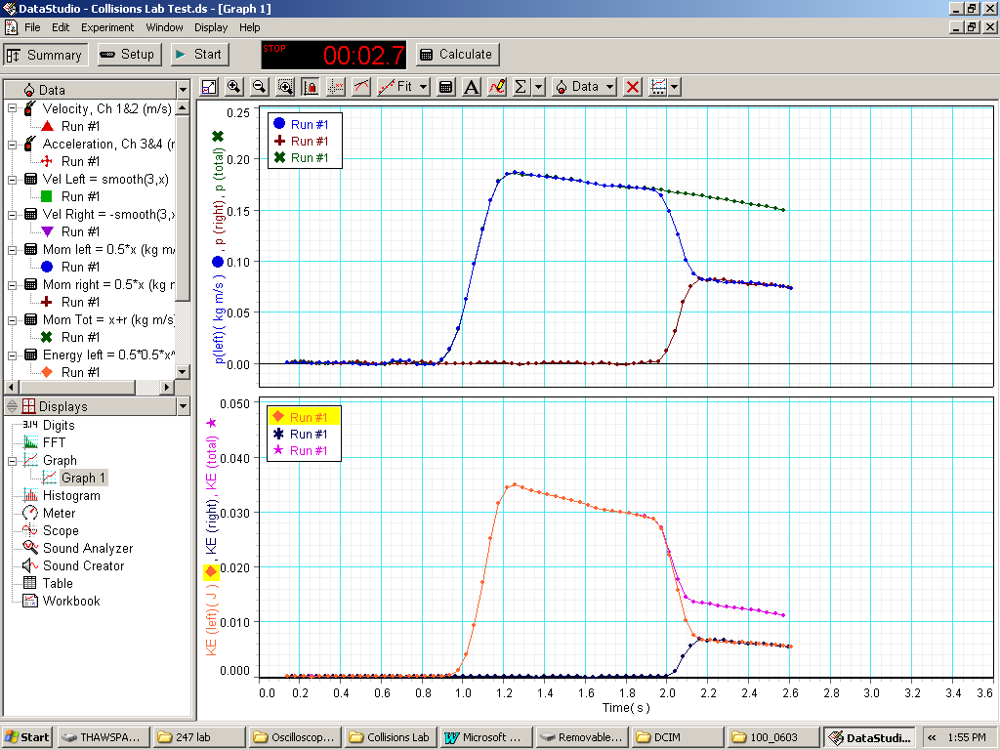 DataStudio - Collisions Lab Test.ds - [Graph 1]
File Edit Experiment Window Display Help
Summary Setup Start STOP 00:02.7 Calculate
Data
Velocity, Ch 1&2 (m/s)
Run #1
Acceleration, Ch 3&4 (r
Run #1
Vel Left = smooth(3,x)
Run #1
Vel Right = -smooth(3,x
Run #1
Mom left = 0.5*x (kg m/
Run #1
Mom right = 0.5*x (kg r
Run #1
Mom Tot = x+r (kg m/s
Run #1
Energy left = 0.5*0.5*x^
Run #1
Displays
3.14 Digits
FFT
Graph
Graph 1
Histogram
Meter
Scope
Sound Analyzer
Sound Creator
Table
Workbook
Fit A Σ Data
p(left)( kg m/s ) , p (right), p (total)
0.25
0.20
0.15
0.10
0.05
0.00
Run #1
Run #1
Run #1
KE (left)( J ) , KE (right), KE (total)
0.050
0.040
0.030
0.020
0.010
0.000
Run #1
Run #1
Run #1
0.0 0.2 0.4 0.6 0.8 1.0 1.2 1.4 1.6 1.8 2.0 2.2 2.4 2.6 2.8 3.0 3.2 3.4 3.6
Time( s )
Start THAWSPA... 247 lab Oscilloscop... Collisions Lab Microsoft ... Removable... DCIM 100_0603 DataStudi... « 1:55 PM